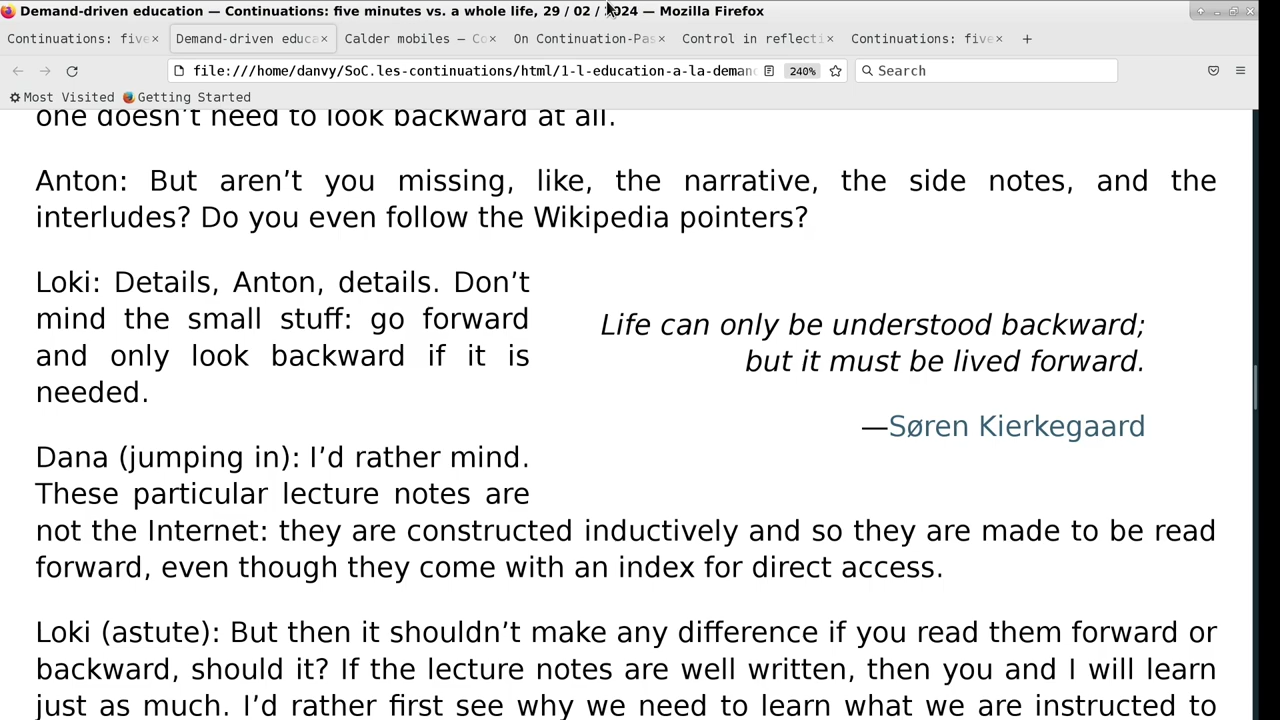 Demand-driven education — Continuations: five minutes vs. a whole life, 29 / 02 / 2024 — Mozilla Firefox
Continuations: five× Demand-driven educa× Calder mobiles — Co× On Continuation-Pas× Control in reflecti× Continuations: five× +
file:///home/danvy/SoC.les-continuations/html/1-l-education-a-la-deman 240% Search
Most Visited Getting Started
one doesn't need to look backward at all.
Anton: But aren't you missing, like, the narrative, the side notes, and the
interludes? Do you even follow the Wikipedia pointers?
Loki: Details, Anton, details. Don't
mind the small stuff: go forward
and only look backward if it is
needed.
Life can only be understood backward;
but it must be lived forward.
—Søren Kierkegaard
Dana (jumping in): I'd rather mind.
These particular lecture notes are
not the Internet: they are constructed inductively and so they are made to be read
forward, even though they come with an index for direct access.
Loki (astute): But then it shouldn't make any difference if you read them forward or
backward, should it? If the lecture notes are well written, then you and I will learn
just as much. I'd rather first see why we need to learn what we are instructed to